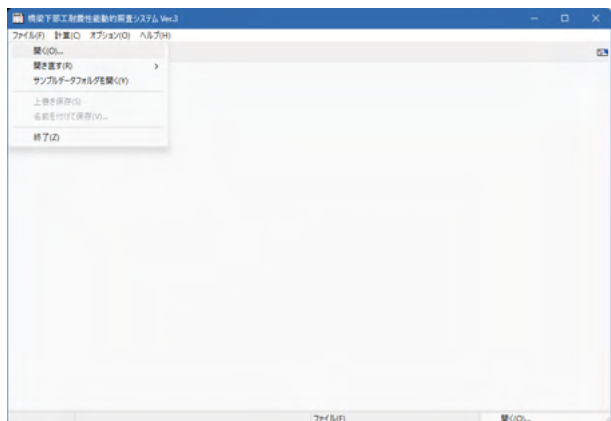 橋梁下部工耐震性能動的照査システム Ver.3
ファイル(F) 計算(C) オプション(O) ヘルプ(H)
開く(O)...
開き直す(R)
サンプルデータフォルダを開く(Y)
上書き保存(S)
名前を付けて保存(V)...
終了(Z)
ファイル(F) 開く(O)...